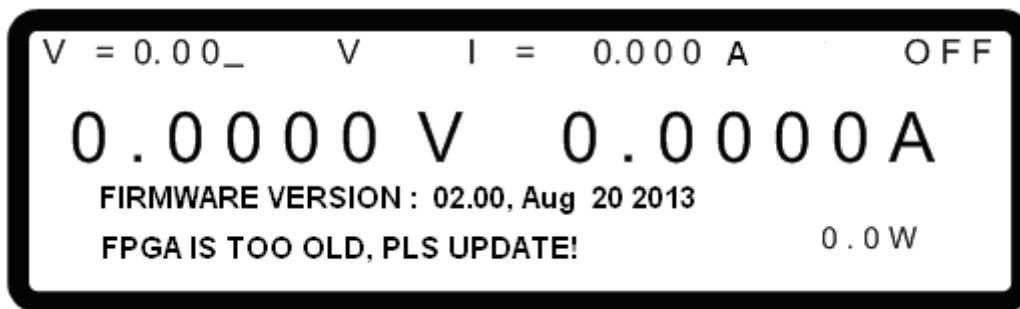 V = 0.00_ V I = 0.000 A OFF
0.0000 V 0.0000 A
FIRMWARE VERSION : 02.00, Aug 20 2013
FPGA IS TOO OLD, PLS UPDATE! 0.0W